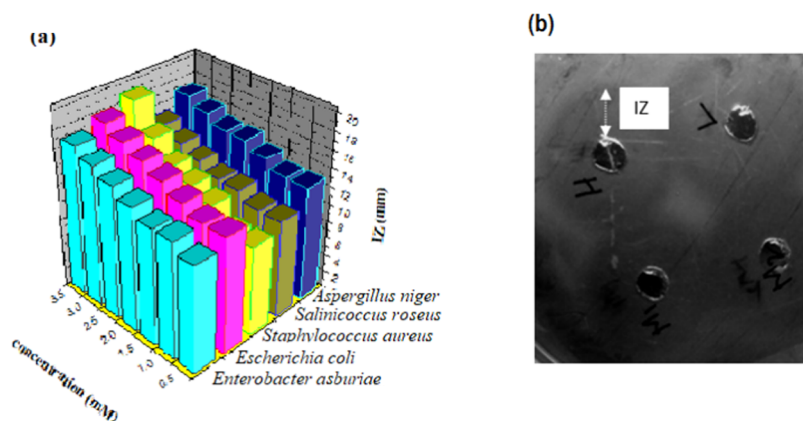 (a)
20
18
16
14
12
10
8
6
4
2
IZ (mm)
3.5
3.0
2.5
2.0
1.5
1.0
0.5
concentration (mM)
Aspergillus niger
Salinicoccus roseus
Staphylococcus aureus
Escherichia coli
Enterobacter asburiae
(b)
IZ
H